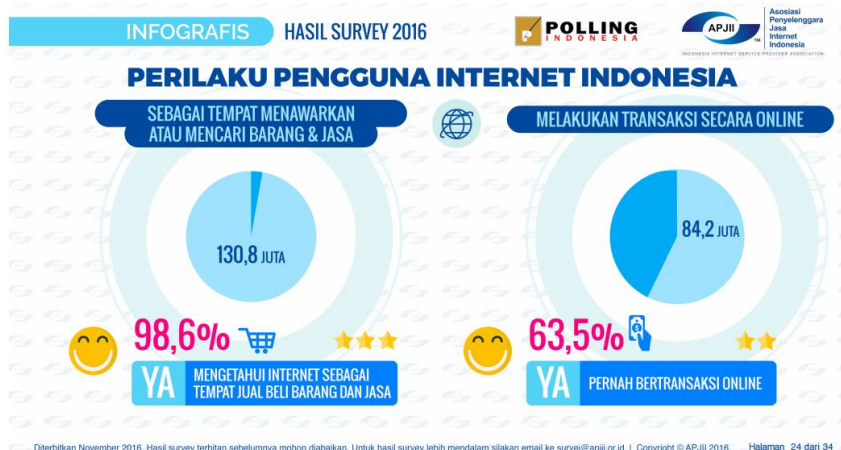 INFOGRAFIS
HASIL SURVEY 2016
POLLING
INDONESIA
APJII
TM
Asosiasi
Penyelenggara
Jasa
Internet
Indonesia
INDONESIA INTERNET SERVICE PROVIDER ASSOCIATION
PERILAKU PENGGUNA INTERNET INDONESIA
SEBAGAI TEMPAT MENAWARKAN
ATAU MENCARI BARANG & JASA
130,8 JUTA
98,6%
YA
MENGETAHUI INTERNET SEBAGAI
TEMPAT JUAL BELI BARANG DAN JASA
MELAKUKAN TRANSAKSI SECARA ONLINE
84,2 JUTA
63,5%
YA
PERNAH BERTRANSAKSI ONLINE
Diterbitkan November 2016. Hasil survey terbitan sebelumnya mohon diabaikan. Untuk hasil survey lebih mendalam silakan email ke survei@apjii.or.id | Copyright © APJII 2016
Halaman 24 dari 34